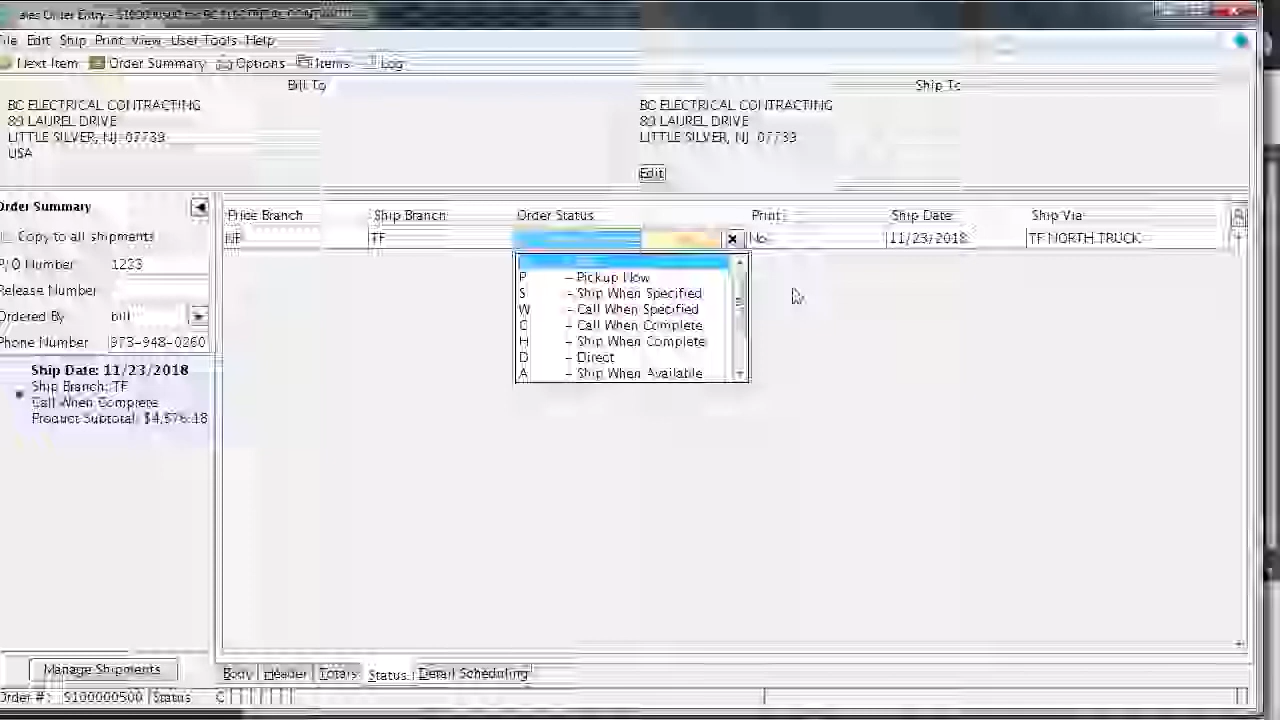 Sales Order Entry -
File Edit Ship Print View User Tools Help
Next Item Order Summary Options Items Log
Bill To
BC ELECTRICAL CONTRACTING
89 LAUREL DRIVE
LITTLE SILVER, NJ 07739
USA
Ship To
BC ELECTRICAL CONTRACTING
89 LAUREL DRIVE
LITTLE SILVER, NJ 07739
Edit
Order Summary
Copy to all shipments
P/O Number 1233
Release Number
Ordered By bill
Phone Number 973-948-0260
Ship Date: 11/23/2018
Ship Branch: TF
Call When Complete
Product Subtotal: $4,576.18
Manage Shipments
Price Branch Ship Branch Order Status Print Ship Date Ship Via
TF No 11/23/2018 TF NORTH TRUCK
P - Pickup Now
S - Ship When Specified
W - Call When Specified
C - Call When Complete
H - Ship When Complete
D - Direct
A - Ship When Available
Body Header Totals Status Detail Scheduling
Order #: S100000500 Status C